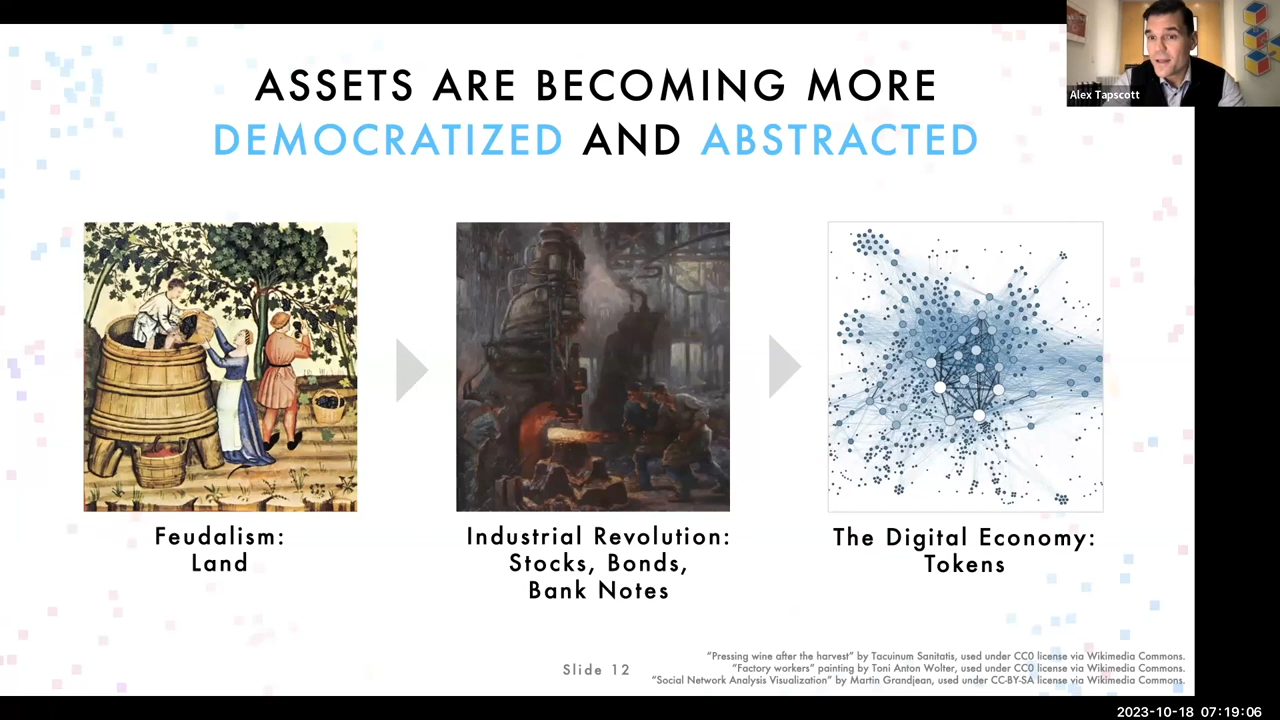 ASSETS ARE BECOMING MORE
DEMOCRATIZED AND ABSTRACTED
Alex Tapscott
Feudalism:
Land
Industrial Revolution:
Stocks, Bonds,
Bank Notes
The Digital Economy:
Tokens
Slide 12
“Pressing wine after the harvest” by Tacuinum Sanitatis, used under CC0 license via Wikimedia Commons.
“Factory workers” painting by Toni Anton Wolter, used under CC0 license via Wikimedia Commons.
“Social Network Analysis Visualization” by Martin Grandjean, used under CC-BY-SA license via Wikimedia Commons.
2023-10-18 07:19:06